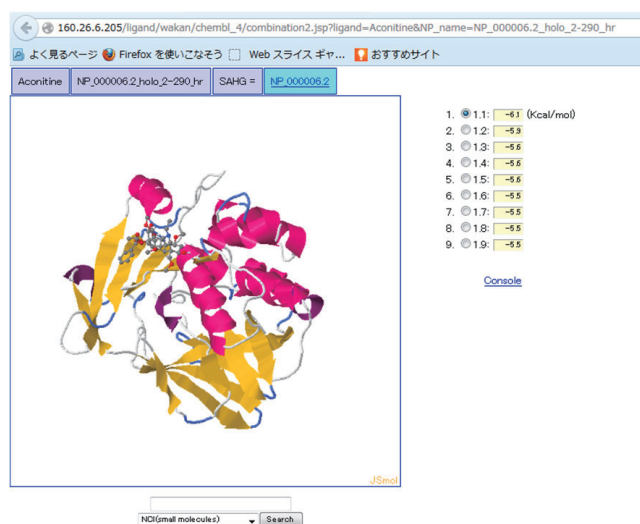 160.26.6.205/ligand/wakan/chembl_4/combination2.jsp?ligand=Aconitine&NP_name=NP_000006.2_holo_2-290_hr
よく見るページ Firefox を使いこなそう Web スライス ギャ... おすすめサイト
Aconitine NP_000006.2_holo_2-290_hr SAHG = NP_000006.2
1. 1.1: -6.1 (Kcal/mol)
2. 1.2: -5.9
3. 1.3: -5.6
4. 1.4: -5.6
5. 1.5: -5.6
6. 1.6: -5.5
7. 1.7: -5.5
8. 1.8: -5.5
9. 1.9: -5.5
Console
JSmol
NCI(small molecules) Search